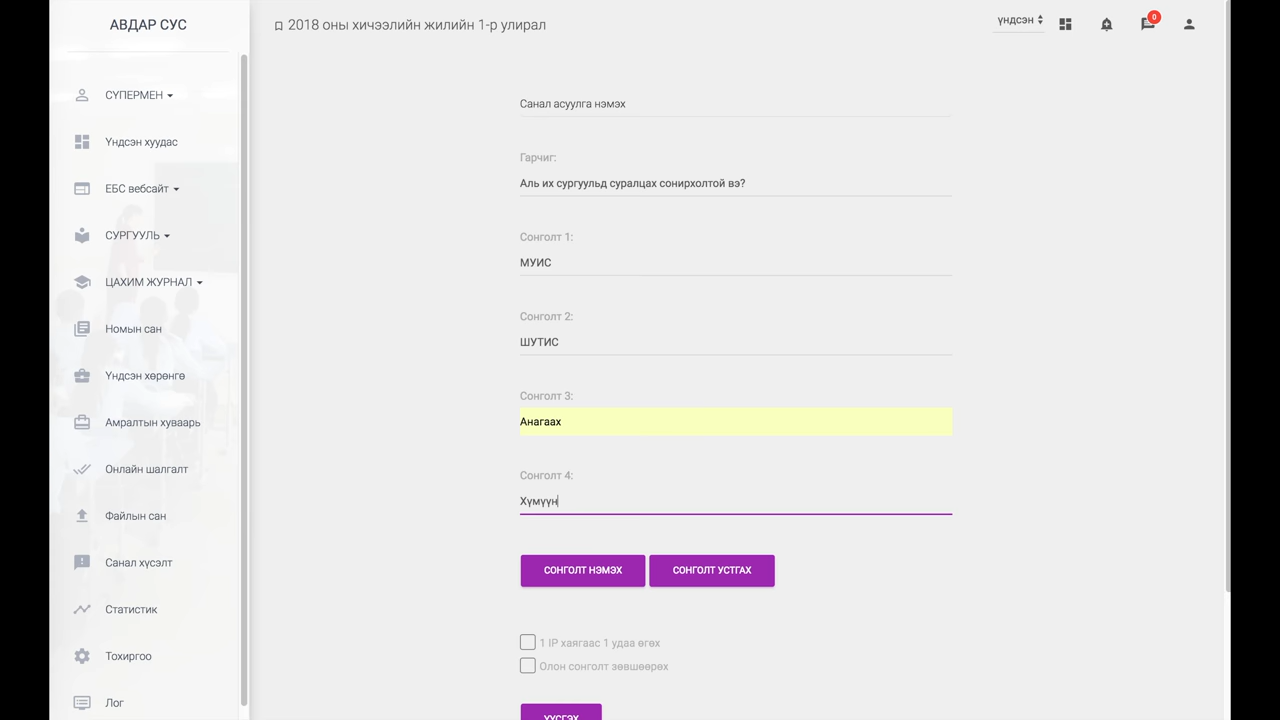 АВДАР СУС
2018 оны хичээлийн жилийн 1-р улирал
үндсэн
0
СҮПЕРМЕН
Үндсэн хуудас
ЕБС вебсайт
СУРГУУЛЬ
ЦАХИМ ЖУРНАЛ
Номын сан
Үндсэн хөрөнгө
Амралтын хуваарь
Онлайн шалгалт
Файлын сан
Санал хүсэлт
Статистик
Тохиргоо
Лог
Санал асуулга нэмэх
Гарчиг:
Аль их сургуульд суралцах сонирхолтой вэ?
Сонголт 1:
МУИС
Сонголт 2:
ШУТИС
Сонголт 3:
Анагаах
Сонголт 4:
Хүмүүн
СОНГОЛТ НЭМЭХ
СОНГОЛТ УСТГАХ
1 IP хаягаас 1 удаа өгөх
Олон сонголт зөвшөөрөх
ҮҮСГЭХ